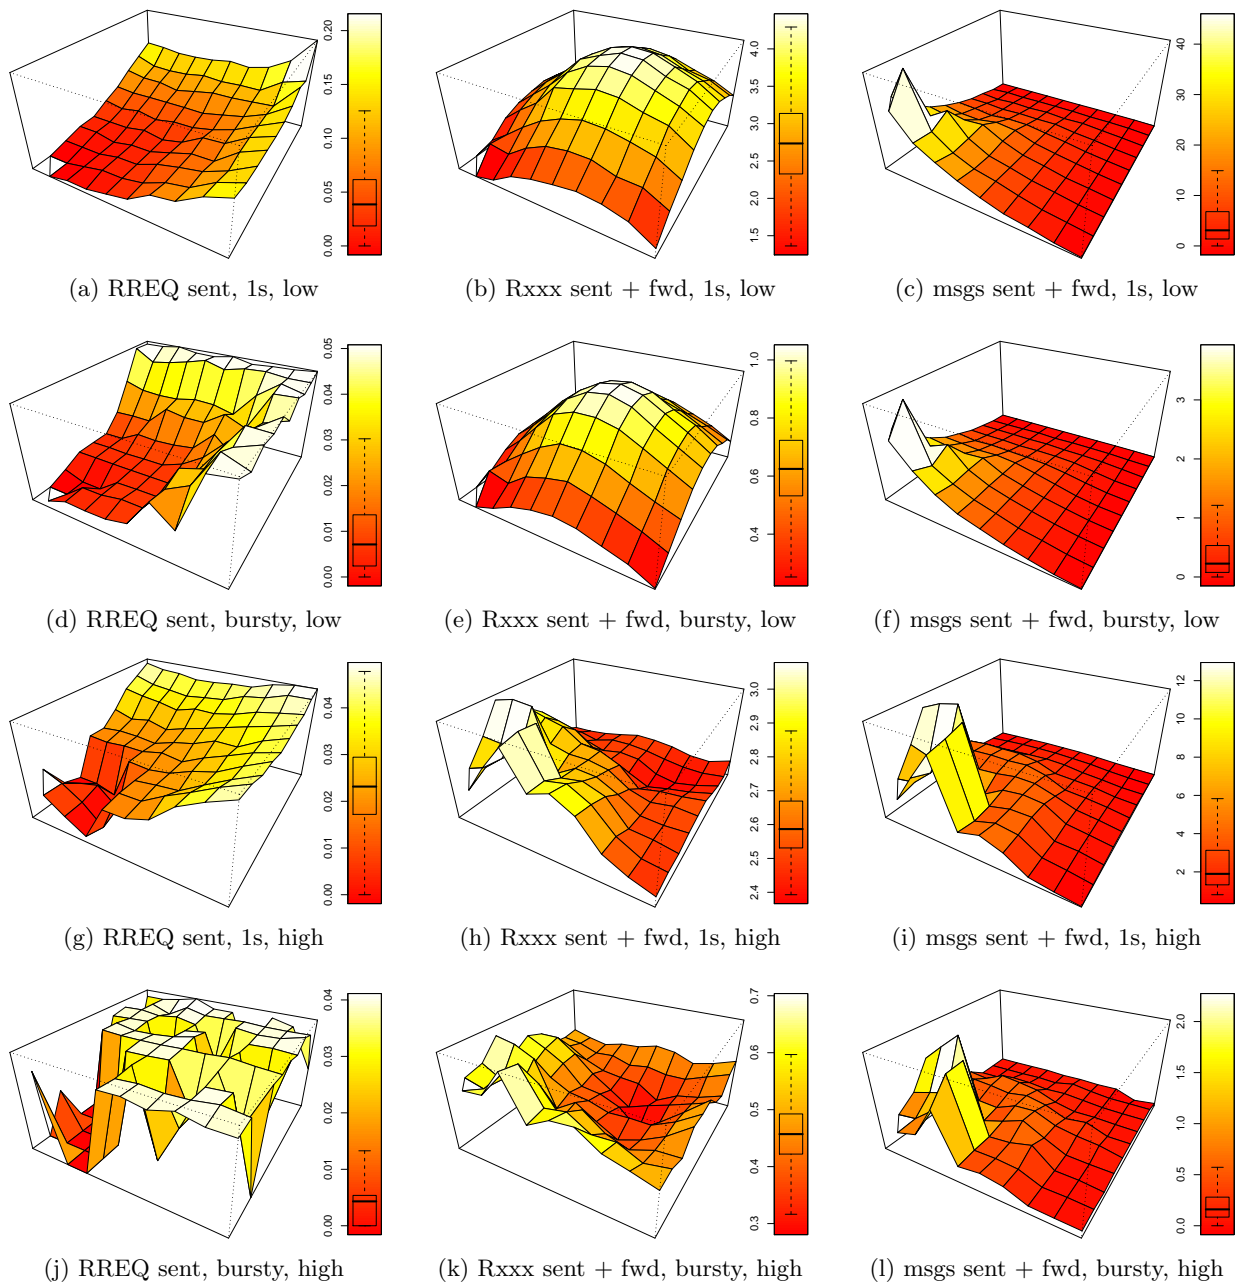 0.00 0.05 0.10 0.15 0.20
1.5 2.0 2.5 3.0 3.5 4.0
0 10 20 30 40
(a) RREQ sent, 1s, low
(b) Rxxx sent + fwd, 1s, low
(c) msgs sent + fwd, 1s, low
0.00 0.01 0.02 0.03 0.04 0.05
0.4 0.6 0.8 1.0
0 1 2 3
(d) RREQ sent, bursty, low
(e) Rxxx sent + fwd, bursty, low
(f) msgs sent + fwd, bursty, low
0.00 0.01 0.02 0.03 0.04
2.4 2.5 2.6 2.7 2.8 2.9 3.0
2 4 6 8 10 12
(g) RREQ sent, 1s, high
(h) Rxxx sent + fwd, 1s, high
(i) msgs sent + fwd, 1s, high
0.00 0.01 0.02 0.03 0.04
0.3 0.4 0.5 0.6 0.7
0.0 0.5 1.0 1.5 2.0
(j) RREQ sent, bursty, high
(k) Rxxx sent + fwd, bursty, high
(l) msgs sent + fwd, bursty, high